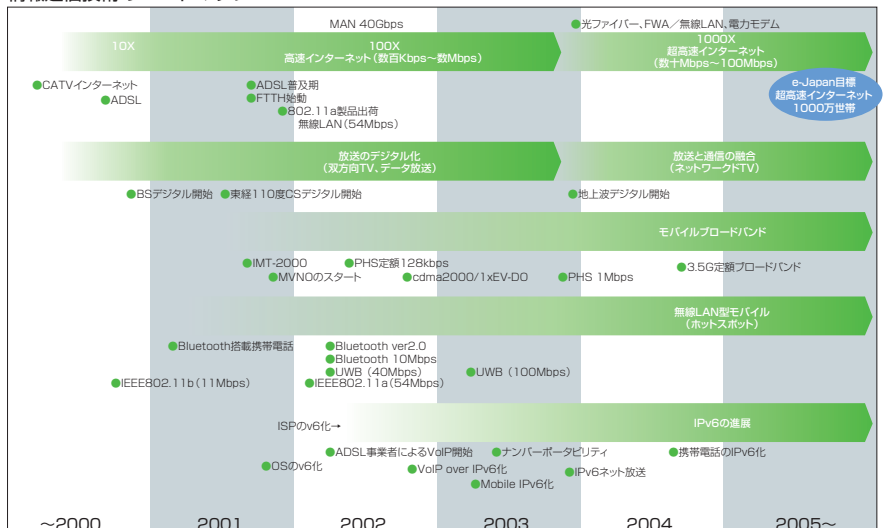 MAN 40Gbps
●光ファイバー、FWA／無線LAN、電力モデム
10X
100X
高速インターネット（数百Kbps〜数Mbps）
1000X
超高速インターネット
（数十Mbps〜100Mbps）
●CATVインターネット
●ADSL
●ADSL普及期
●FTTH始動
●802.11a製品出荷
無線LAN（54Mbps）
e-Japan目標
超高速インターネット
1000万世帯
放送のデジタル化
（双方向TV、データ放送）
放送と通信の融合
（ネットワークドTV）
●BSデジタル開始
●東経110度CSデジタル開始
●地上波デジタル開始
モバイルブロードバンド
●IMT-2000
●PHS定額128kbps
●3.5G定額ブロードバンド
●MVNOのスタート
●cdma2000/1xEV-DO
●PHS 1Mbps
無線LAN型モバイル
（ホットスポット）
●Bluetooth搭載携帯電話
●Bluetooth ver2.0
●Bluetooth 10Mbps
●UWB（40Mbps）
●UWB（100Mbps）
●IEEE802.11b（11Mbps）
●IEEE802.11a（54Mbps）
ISPのv6化→
IPv6の進展
●ADSL事業者によるVoIP開始
●ナンバーポータビリティ
●携帯電話のIPv6化
●OSのv6化
●VoIP over IPv6化
●IPv6ネット放送
●Mobile IPv6化
〜2000
2001
2002
2003
2004
2005〜